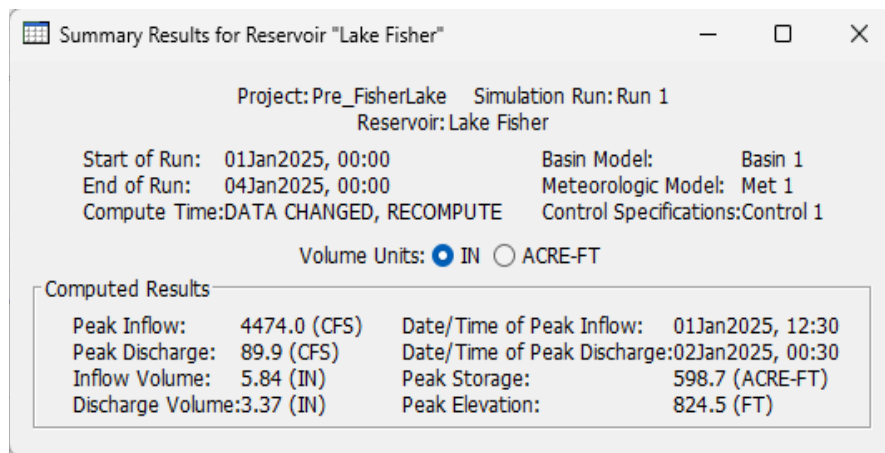 Summary Results for Reservoir "Lake Fisher"
Project: Pre_FisherLake Simulation Run: Run 1
Reservoir: Lake Fisher
Start of Run: 01Jan2025, 00:00 Basin Model: Basin 1
End of Run: 04Jan2025, 00:00 Meteorologic Model: Met 1
Compute Time:DATA CHANGED, RECOMPUTE Control Specifications:Control 1
Volume Units: IN ACRE-FT
Computed Results
Peak Inflow: 4474.0 (CFS) Date/Time of Peak Inflow: 01Jan2025, 12:30
Peak Discharge: 89.9 (CFS) Date/Time of Peak Discharge:02Jan2025, 00:30
Inflow Volume: 5.84 (IN) Peak Storage: 598.7 (ACRE-FT)
Discharge Volume:3.37 (IN) Peak Elevation: 824.5 (FT)